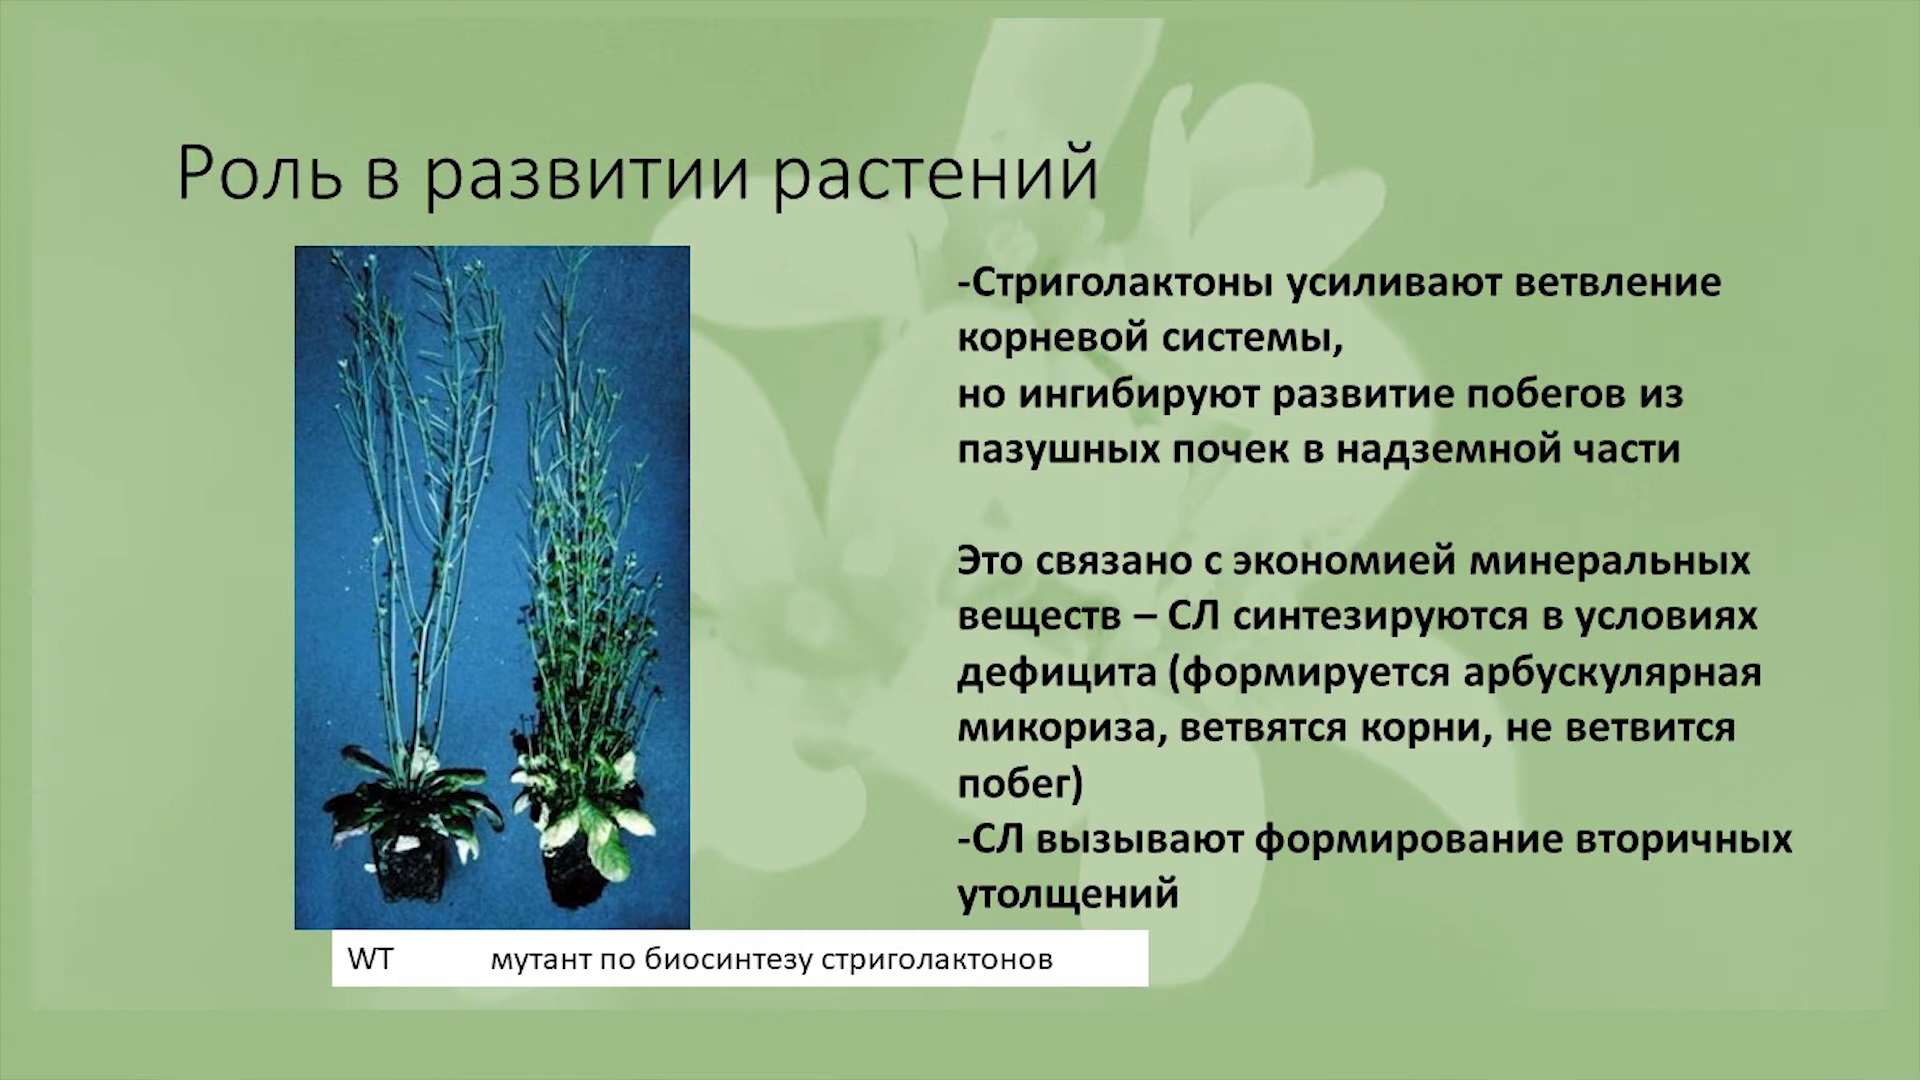 Роль в развитии растений
-Стриголактоны усиливают ветвление
корневой системы,
но ингибируют развитие побегов из
пазушных почек в надземной части
Это связано с экономией минеральных
веществ – СЛ синтезируются в условиях
дефицита (формируется арбускулярная
микориза, ветвятся корни, не ветвится
побег)
-СЛ вызывают формирование вторичных
утолщений
WT мутант по биосинтезу стриголактонов